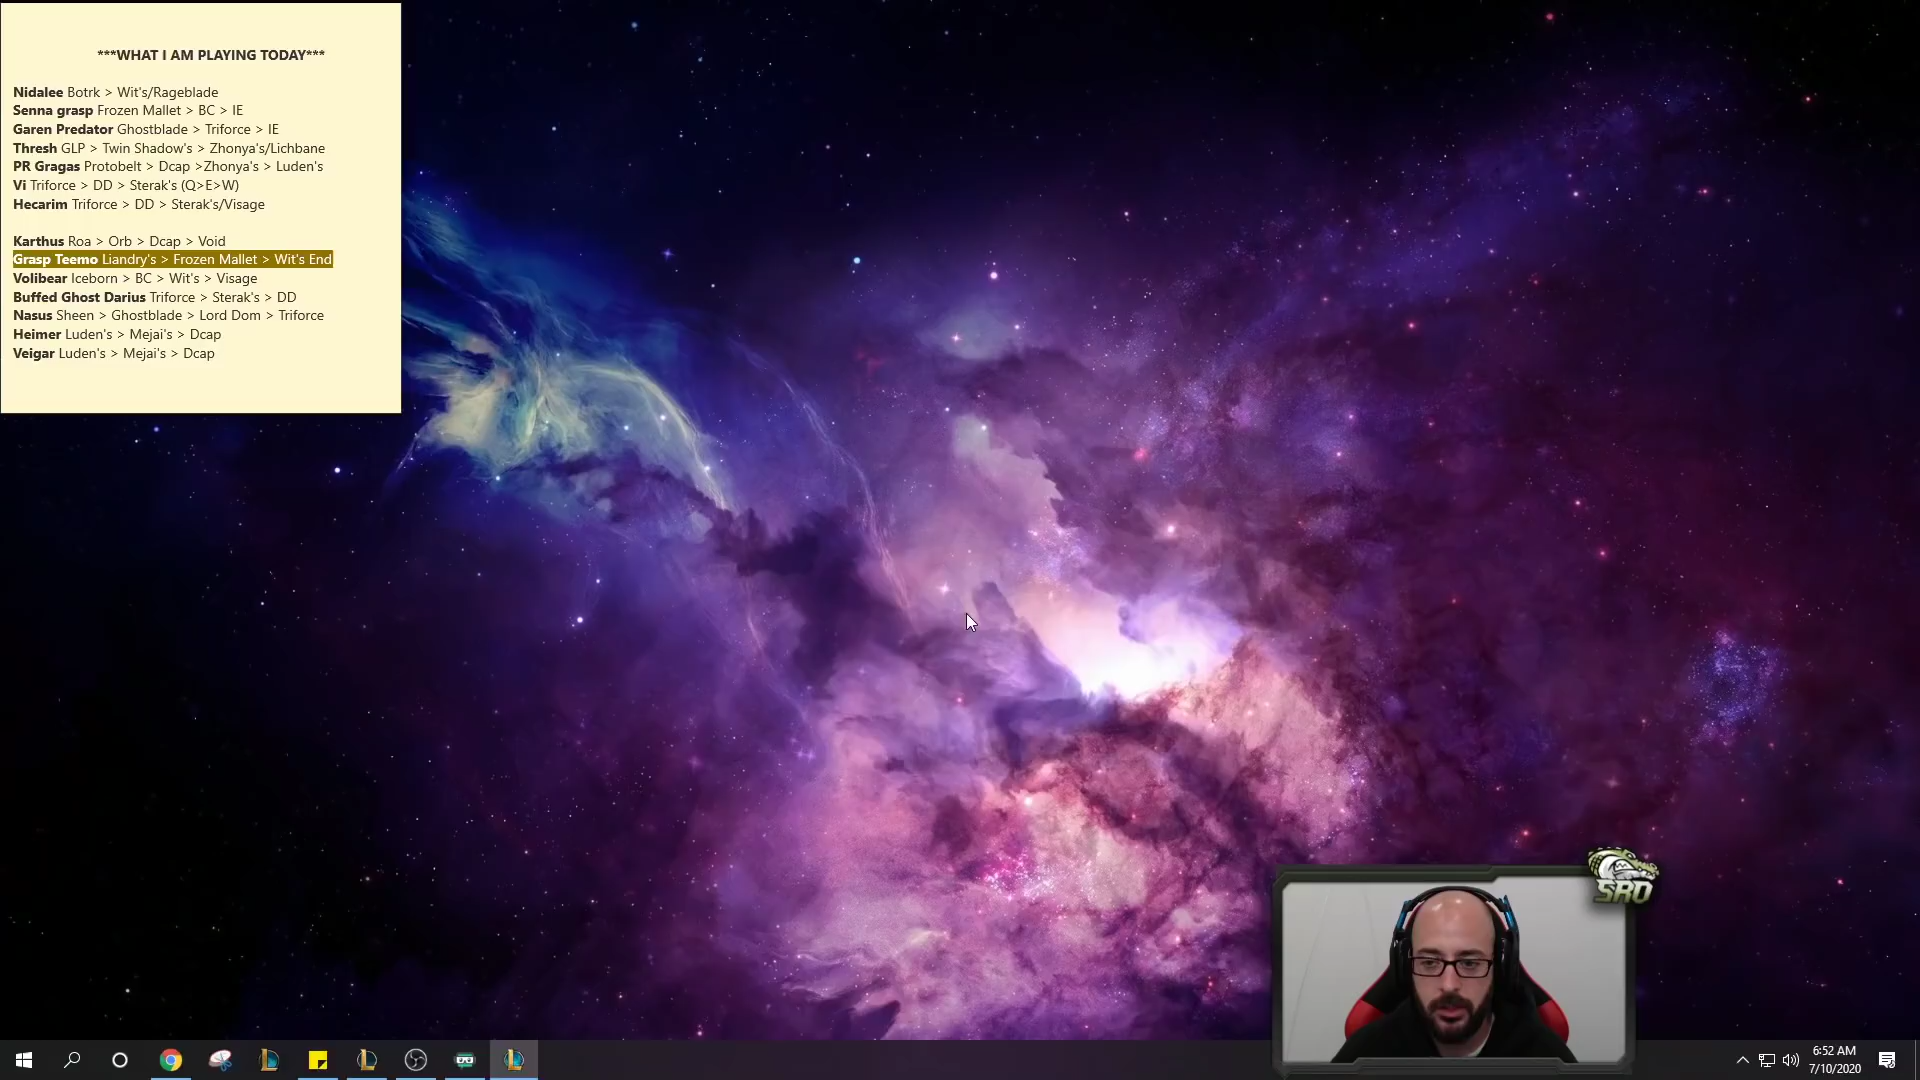 ***WHAT I AM PLAYING TODAY***
Nidalee Botrk > Wit's/Rageblade
Senna grasp Frozen Mallet > BC > IE
Garen Predator Ghostblade > Triforce > IE
Thresh GLP > Twin Shadow's > Zhonya's/Lichbane
PR Gragas Protobelt > Dcap >Zhonya's > Luden's
Vi Triforce > DD > Sterak's (Q>E>W)
Hecarim Triforce > DD > Sterak's/Visage
Karthus Roa > Orb > Dcap > Void
Grasp Teemo Liandry's > Frozen Mallet > Wit's End
Volibear Iceborn > BC > Wit's > Visage
Buffed Ghost Darius Triforce > Sterak's > DD
Nasus Sheen > Ghostblade > Lord Dom > Triforce
Heimer Luden's > Mejai's > Dcap
Veigar Luden's > Mejai's > Dcap
SRO
6:52 AM
7/10/2020